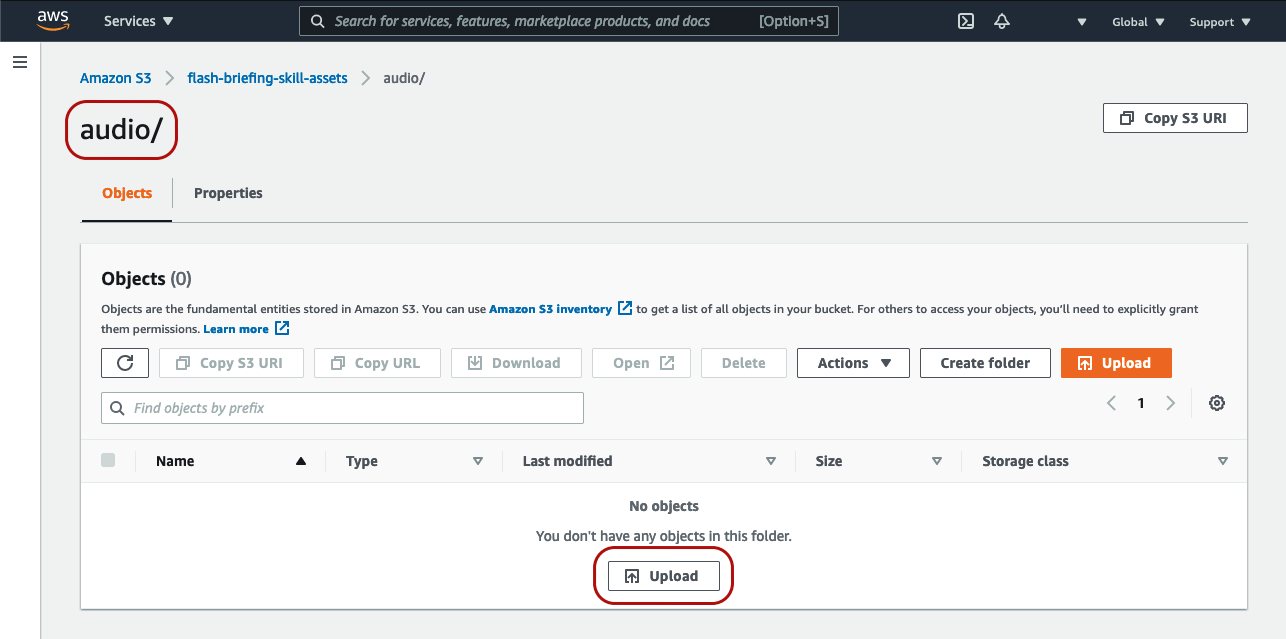 aws Services Search for services, features, marketplace products, and docs [Option+S] Global Support
Amazon S3 flash-briefing-skill-assets audio/
audio/
Copy S3 URI
Objects Properties
Objects (0)
Objects are the fundamental entities stored in Amazon S3. You can use Amazon S3 inventory to get a list of all objects in your bucket. For others to access your objects, you'll need to explicitly grant
them permissions. Learn more
Copy S3 URI Copy URL Download Open Delete Actions Create folder Upload
Find objects by prefix 1
Name Type Last modified Size Storage class
No objects
You don't have any objects in this folder.
Upload